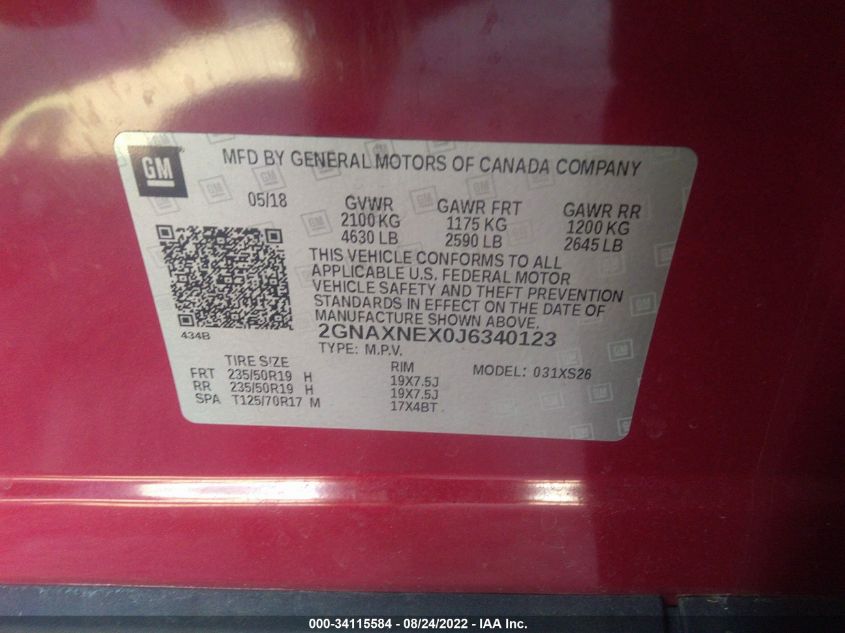 GM
MFD BY GENERAL MOTORS OF CANADA COMPANY
05/18 GVWR GAWR FRT GAWR RR
2100 KG 1175 KG 1200 KG
4630 LB 2590 LB 2645 LB
THIS VEHICLE CONFORMS TO ALL
APPLICABLE U.S. FEDERAL MOTOR
VEHICLE SAFETY AND THEFT PREVENTION
STANDARDS IN EFFECT ON THE DATE OF
MANUFACTURE SHOWN ABOVE.
434B
2GNAXNEX0J6340123
TYPE: M.P.V.
TIRE SIZE RIM MODEL: 031XS26
FRT 235/50R19 H 19X7.5J
RR 235/50R19 H 19X7.5J
SPA T125/70R17 M 17X4BT
000-34115584 - 08/24/2022 - IAA Inc.